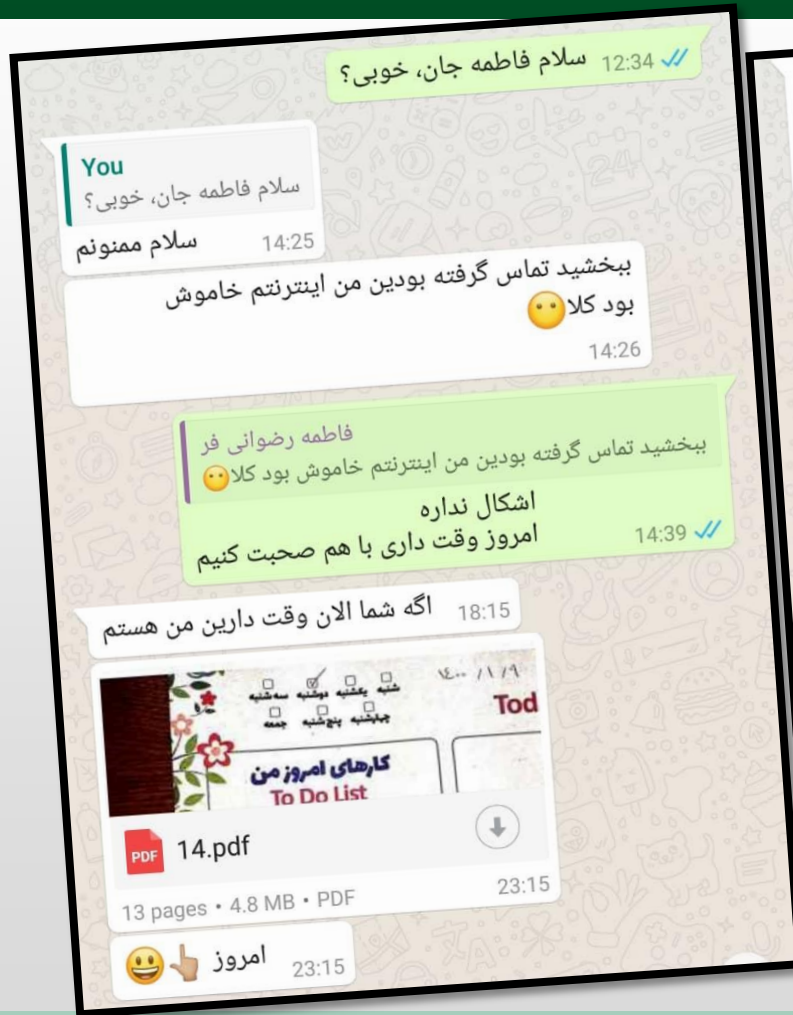 سلام فاطمه جان، خوبی؟
12:34
You
سلام فاطمه جان، خوبی؟
سلام ممنونم
14:25
ببخشید تماس گرفته بودین من اینترنتم خاموش
بود کلا😶
14:26
فاطمه رضوانی فر
ببخشید تماس گرفته بودین من اینترنتم خاموش بود کلا😶
اشکال نداره
امروز وقت داری با هم صحبت کنیم
14:39
اگه شما الان وقت دارین من هستم
18:15
۱۴۰۰ / ۱ / ۹
شنبه یکشنبه دوشنبه سه‌شنبه
چهارشنبه پنج‌شنبه جمعه
Tod
کارهای امروز من
To Do List
PDF
14.pdf
13 pages • 4.8 MB • PDF
23:15
امروز 👆🏼😃
23:15